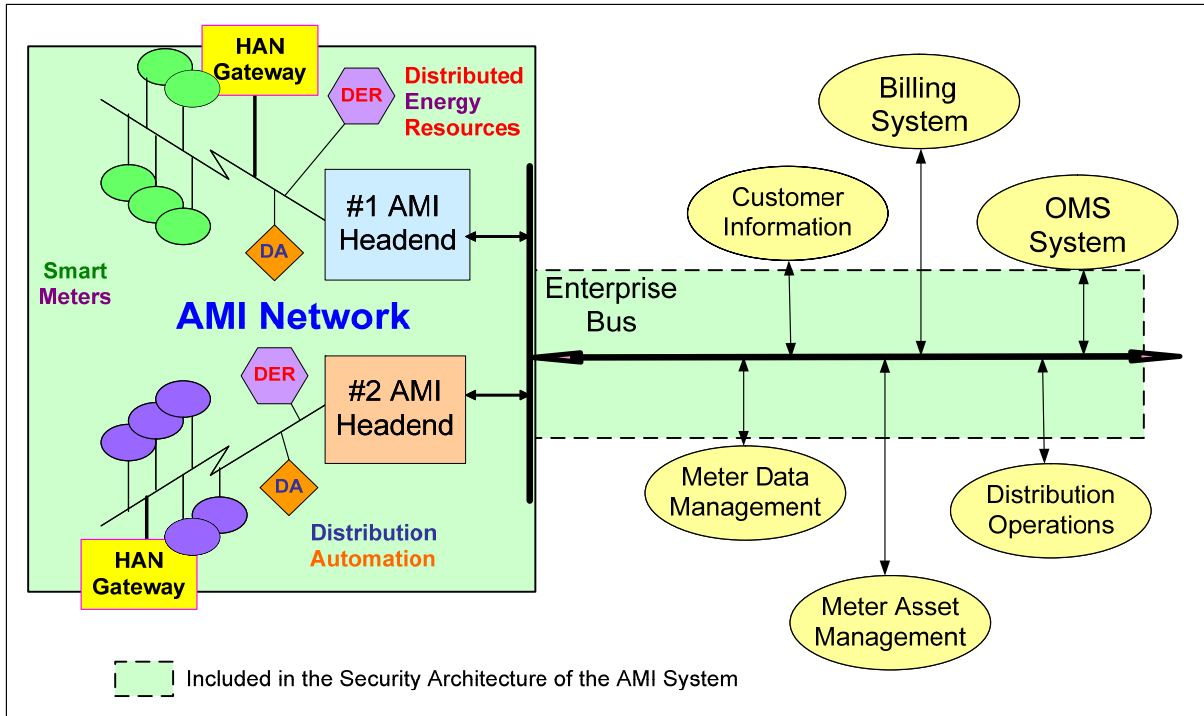 HAN
Gateway
DER
Distributed
Energy
Resources
Billing
System
Customer
Information
OMS
System
#1 AMI
Headend
DA
Smart
Meters
AMI Network
Enterprise
Bus
DER
#2 AMI
Headend
DA
Meter Data
Management
Distribution
Operations
Distribution
Automation
HAN
Gateway
Meter Asset
Management
Included in the Security Architecture of the AMI System